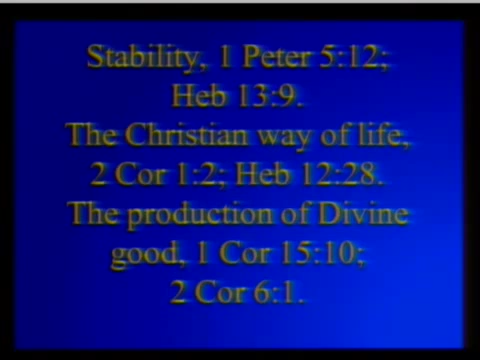 Stability, 1 Peter 5:12;
Heb 13:9.
The Christian way of life,
2 Cor 1:2; Heb 12:28.
The production of Divine
good, 1 Cor 15:10;
2 Cor 6:1.